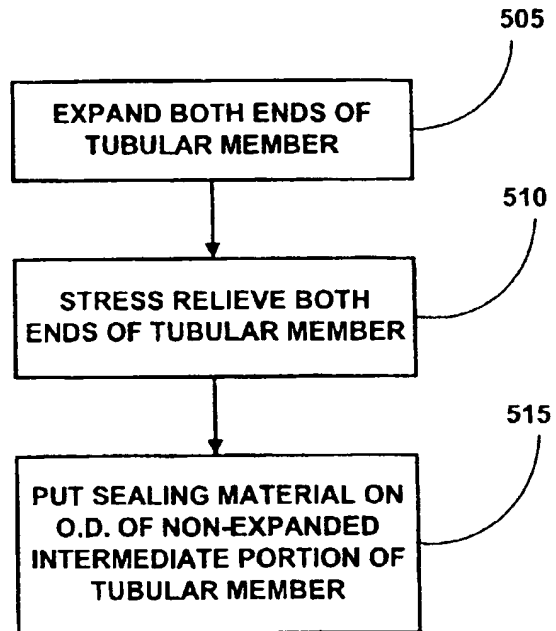 505
EXPAND BOTH ENDS OF
TUBULAR MEMBER
510
STRESS RELIEVE BOTH
ENDS OF TUBULAR MEMBER
515
PUT SEALING MATERIAL ON
O.D. OF NON-EXPANDED
INTERMEDIATE PORTION OF
TUBULAR MEMBER